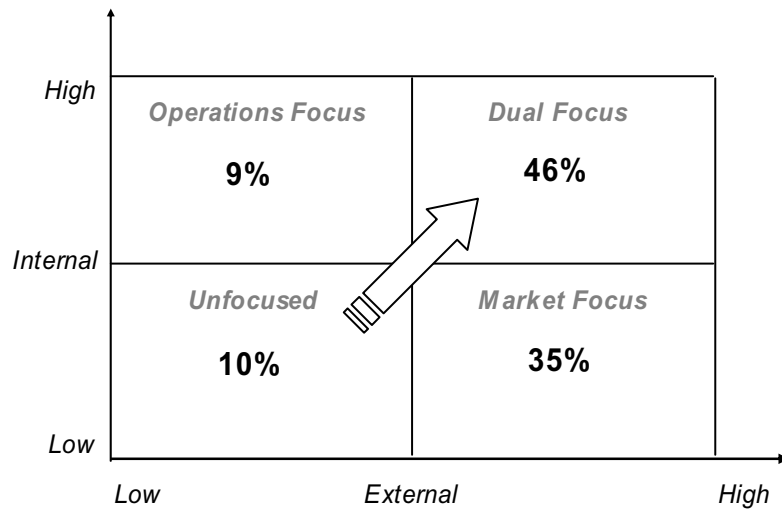 High
Operations Focus
Dual Focus
9%
46%
Internal
Unfocused
Market Focus
10%
35%
Low
Low
External
High